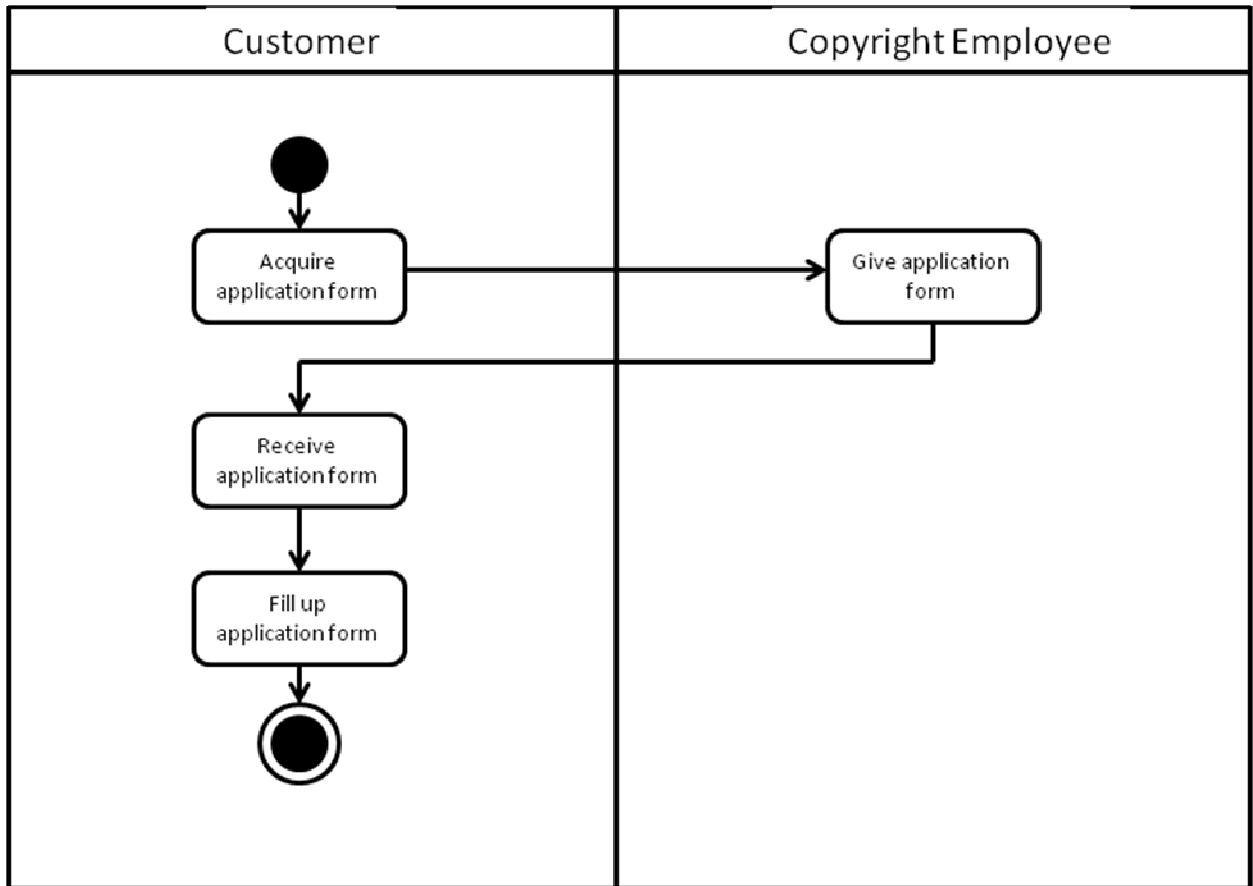 Customer
Copyright Employee
Acquire
application form
Give application
form
Receive
application form
Fill up
application form